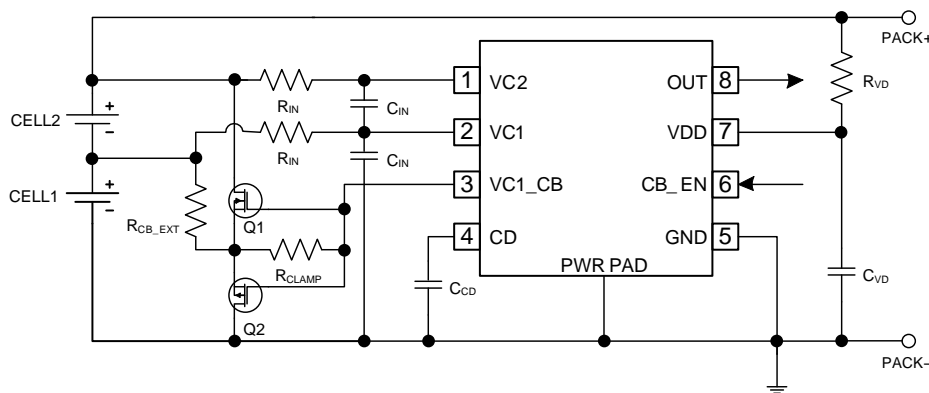 PACK+
1 VC2 OUT 8
RIN
CIN
RVD
CELL2
2 VC1 VDD 7
RIN
CIN
3 VC1_CB CB_EN 6
CELL1
RCB_EXT
Q1
4 CD GND 5
RCLAMP
PWR PAD
CCD
CVD
Q2
PACK–
+
-
+
-